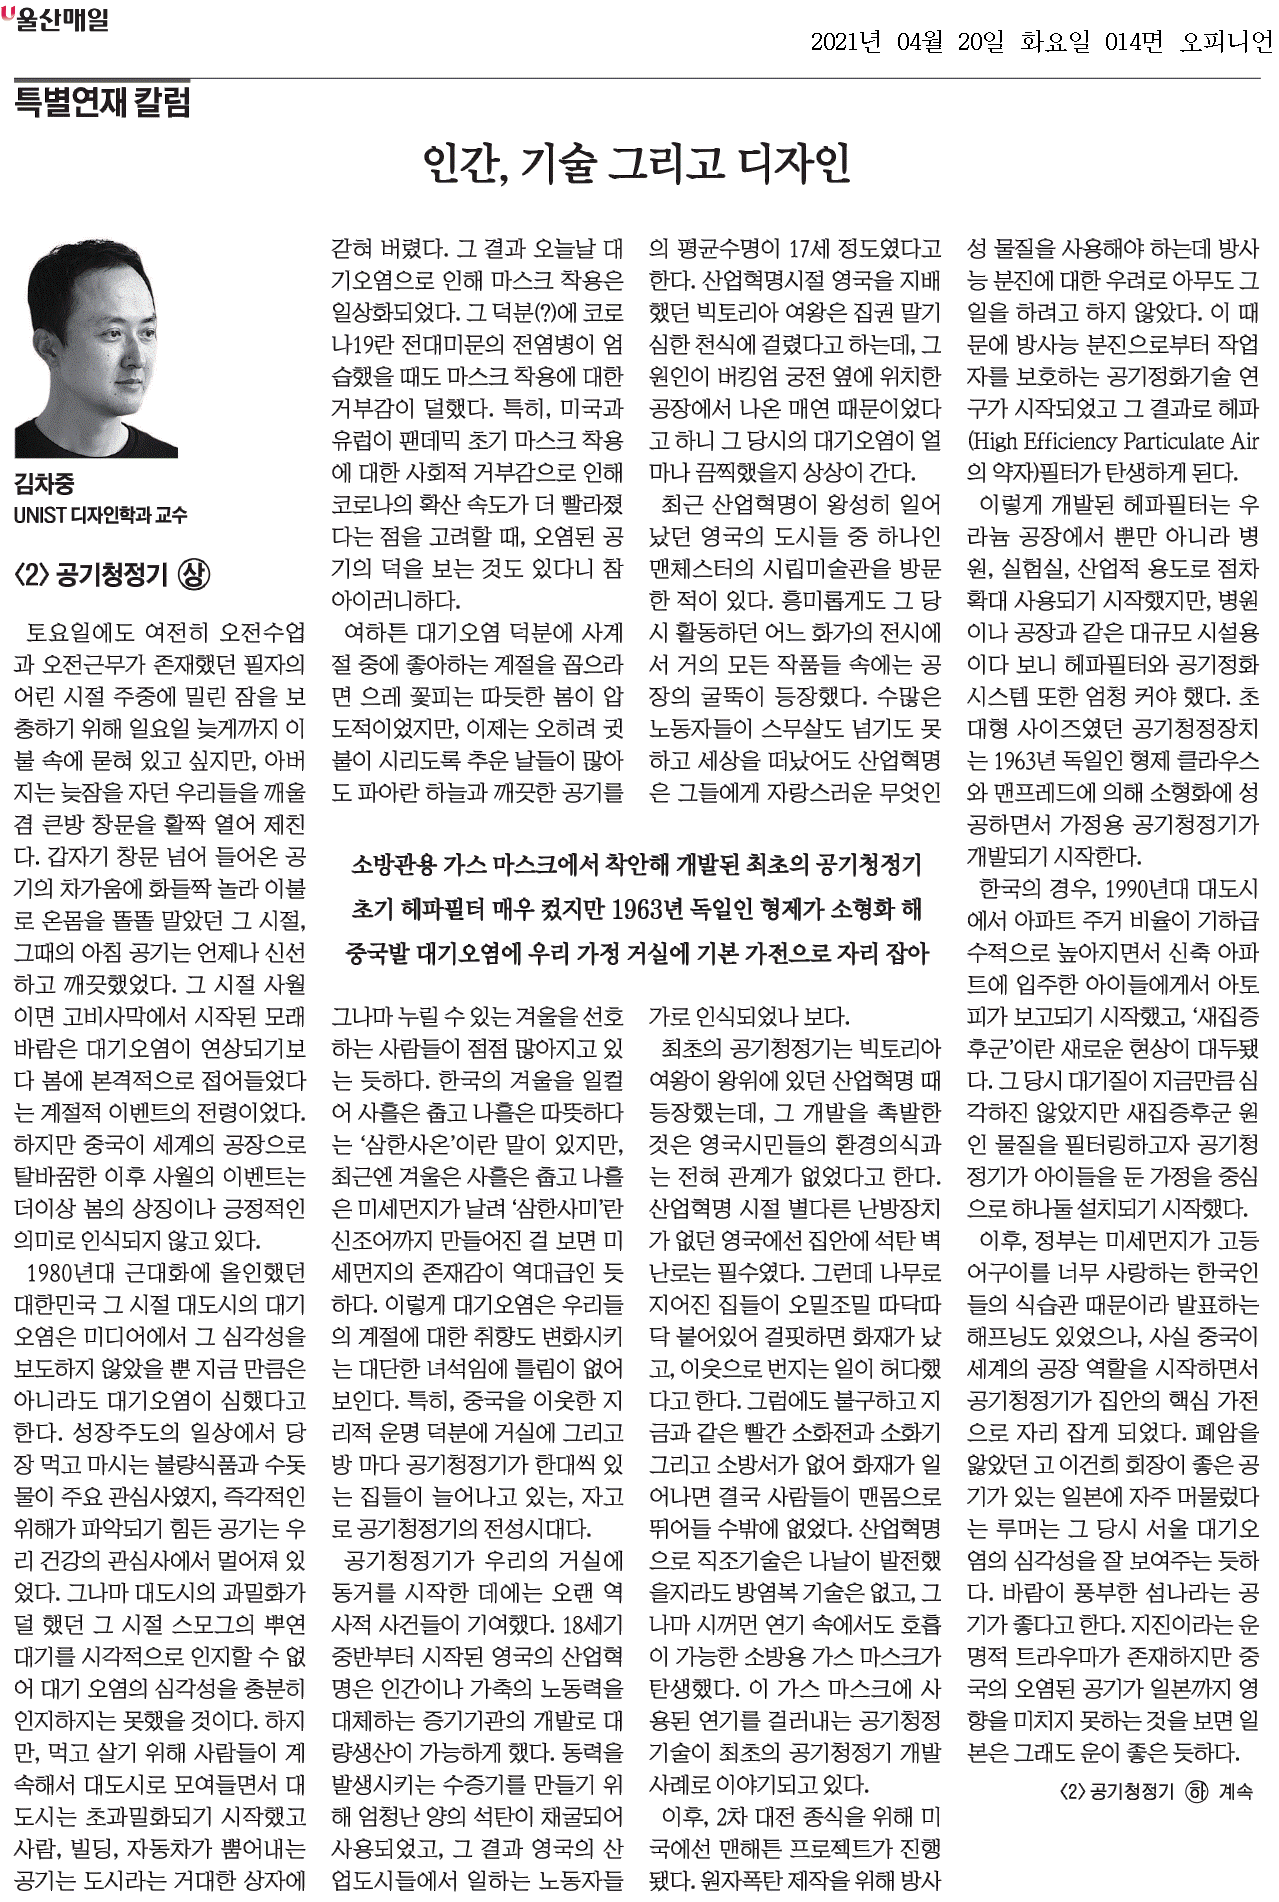 울산매일
2021년 04월 20일 화요일 014면 오피니언
특별연재 칼럼
인간, 기술 그리고 디자인
김차중
UNIST 디자인학과 교수
<2> 공기청정기 ㊤
토요일에도 여전히 오전수업
과 오전근무가 존재했던 필자의
어린 시절 주중에 밀린 잠을 보
충하기 위해 일요일 늦게까지 이
불 속에 묻혀 있고 싶지만, 아버
지는 늦잠을 자던 우리들을 깨울
겸 큰방 창문을 활짝 열어 제친
다. 갑자기 창문 넘어 들어온 공
기의 차가움에 화들짝 놀라 이불
로 온몸을 똘똘 말았던 그 시절,
그때의 아침 공기는 언제나 신선
하고 깨끗했었다. 그 시절 사월
이면 고비사막에서 시작된 모래
바람은 대기오염이 연상되기보
다 봄에 본격적으로 접어들었다
는 계절적 이벤트의 전령이었다.
하지만 중국이 세계의 공장으로
탈바꿈한 이후 사월의 이벤트는
더이상 봄의 상징이나 긍정적인
의미로 인식되지 않고 있다.
1980년대 근대화에 올인했던
대한민국 그 시절 대도시의 대기
오염은 미디어에서 그 심각성을
보도하지 않았을 뿐 지금 만큼은
아니라도 대기오염이 심했다고
한다. 성장주도의 일상에서 당
장 먹고 마시는 불량식품과 수돗
물이 주요 관심사였지, 즉각적인
위해가 파악되기 힘든 공기는 우
리 건강의 관심사에서 멀어져 있
었다. 그나마 대도시의 과밀화가
덜 했던 그 시절 스모그의 뿌연
대기를 시각적으로 인지할 수 없
어 대기 오염의 심각성을 충분히
인지하지는 못했을 것이다. 하지
만, 먹고 살기 위해 사람들이 계
속해서 대도시로 모여들면서 대
도시는 초과밀화되기 시작했고
사람, 빌딩, 자동차가 뿜어내는
공기는 도시라는 거대한 상자에
갇혀 버렸다. 그 결과 오늘날 대
기오염으로 인해 마스크 착용은
일상화되었다. 그 덕분(?)에 코로
나19란 전대미문의 전염병이 엄
습했을 때도 마스크 착용에 대한
거부감이 덜했다. 특히, 미국과
유럽이 팬데믹 초기 마스크 착용
에 대한 사회적 거부감으로 인해
코로나의 확산 속도가 더 빨라졌
다는 점을 고려할 때, 오염된 공
기의 덕을 보는 것도 있다니 참
아이러니하다.
여하튼 대기오염 덕분에 사계
절 중에 좋아하는 계절을 꼽으라
면 으레 꽃피는 따듯한 봄이 압
도적이었지만, 이제는 오히려 귓
불이 시리도록 추운 날들이 많아
도 파아란 하늘과 깨끗한 공기를
소방관용 가스 마스크에서 착안해 개발된 최초의 공기청정기
초기 헤파필터 매우 컸지만 1963년 독일인 형제가 소형화 해
중국발 대기오염에 우리 가정 거실에 기본 가전으로 자리 잡아
그나마 누릴 수 있는 겨울을 선호
하는 사람들이 점점 많아지고 있
는 듯하다. 한국의 겨울을 일컬
어 사흘은 춥고 나흘은 따뜻하다
는 ‘삼한사온’이란 말이 있지만,
최근엔 겨울은 사흘은 춥고 나흘
은 미세먼지가 날려 ‘삼한사미’란
신조어까지 만들어진 걸 보면 미
세먼지의 존재감이 역대급인 듯
하다. 이렇게 대기오염은 우리들
의 계절에 대한 취향도 변화시키
는 대단한 녀석임에 틀림이 없어
보인다. 특히, 중국을 이웃한 지
리적 운명 덕분에 거실에 그리고
방 마다 공기청정기가 한대씩 있
는 집들이 늘어나고 있는, 자고
로 공기청정기의 전성시대다.
공기청정기가 우리의 거실에
동거를 시작한 데에는 오랜 역
사적 사건들이 기여했다. 18세기
중반부터 시작된 영국의 산업혁
명은 인간이나 가축의 노동력을
대체하는 증기기관의 개발로 대
량생산이 가능하게 했다. 동력을
발생시키는 수증기를 만들기 위
해 엄청난 양의 석탄이 채굴되어
사용되었고, 그 결과 영국의 산
업도시들에서 일하는 노동자들
의 평균수명이 17세 정도였다고
한다. 산업혁명시절 영국을 지배
했던 빅토리아 여왕은 집권 말기
심한 천식에 걸렸다고 하는데, 그
원인이 버킹엄 궁전 옆에 위치한
공장에서 나온 매연 때문이었다
고 하니 그 당시의 대기오염이 얼
마나 끔찍했을지 상상이 간다.
최근 산업혁명이 왕성히 일어
났던 영국의 도시들 중 하나인
맨체스터의 시립미술관을 방문
한 적이 있다. 흥미롭게도 그 당
시 활동하던 어느 화가의 전시에
서 거의 모든 작품들 속에는 공
장의 굴뚝이 등장했다. 수많은
노동자들이 스무살도 넘기도 못
하고 세상을 떠났어도 산업혁명
은 그들에게 자랑스러운 무엇인
가로 인식되었나 보다.
최초의 공기청정기는 빅토리아
여왕이 왕위에 있던 산업혁명 때
등장했는데, 그 개발을 촉발한
것은 영국시민들의 환경의식과
는 전혀 관계가 없었다고 한다.
산업혁명 시절 별다른 난방장치
가 없던 영국에선 집안에 석탄 벽
난로는 필수였다. 그런데 나무로
지어진 집들이 오밀조밀 따닥따
닥 붙어있어 걸핏하면 화재가 났
고, 이웃으로 번지는 일이 허다했
다고 한다. 그럼에도 불구하고 지
금과 같은 빨간 소화전과 소화기
그리고 소방서가 없어 화재가 일
어나면 결국 사람들이 맨몸으로
뛰어들 수밖에 없었다. 산업혁명
으로 직조기술은 나날이 발전했
을지라도 방염복 기술은 없고, 그
나마 시꺼먼 연기 속에서도 호흡
이 가능한 소방용 가스 마스크가
탄생했다. 이 가스 마스크에 사
용된 연기를 걸러내는 공기청정
기술이 최초의 공기청정기 개발
사례로 이야기되고 있다.
이후, 2차 대전 종식을 위해 미
국에선 맨해튼 프로젝트가 진행
됐다. 원자폭탄 제작을 위해 방사
성 물질을 사용해야 하는데 방사
능 분진에 대한 우려로 아무도 그
일을 하려고 하지 않았다. 이 때
문에 방사능 분진으로부터 작업
자를 보호하는 공기정화기술 연
구가 시작되었고 그 결과로 헤파
(High Efficiency Particulate Air
의 약자)필터가 탄생하게 된다.
이렇게 개발된 헤파필터는 우
라늄 공장에서 뿐만 아니라 병
원, 실험실, 산업적 용도로 점차
확대 사용되기 시작했지만, 병원
이나 공장과 같은 대규모 시설용
이다 보니 헤파필터와 공기정화
시스템 또한 엄청 커야 했다. 초
대형 사이즈였던 공기청정장치
는 1963년 독일인 형제 클라우스
와 맨프레드에 의해 소형화에 성
공하면서 가정용 공기청정기가
개발되기 시작한다.
한국의 경우, 1990년대 대도시
에서 아파트 주거 비율이 기하급
수적으로 높아지면서 신축 아파
트에 입주한 아이들에게서 아토
피가 보고되기 시작했고, ‘새집증
후군’이란 새로운 현상이 대두됐
다. 그 당시 대기질이 지금만큼 심
각하진 않았지만 새집증후군 원
인 물질을 필터링하고자 공기청
정기가 아이들을 둔 가정을 중심
으로 하나둘 설치되기 시작했다.
이후, 정부는 미세먼지가 고등
어구이를 너무 사랑하는 한국인
들의 식습관 때문이라 발표하는
해프닝도 있었으나, 사실 중국이
세계의 공장 역할을 시작하면서
공기청정기가 집안의 핵심 가전
으로 자리 잡게 되었다. 폐암을
앓았던 고 이건희 회장이 좋은 공
기가 있는 일본에 자주 머물렀다
는 루머는 그 당시 서울 대기오
염의 심각성을 잘 보여주는 듯하
다. 바람이 풍부한 섬나라는 공
기가 좋다고 한다. 지진이라는 운
명적 트라우마가 존재하지만 중
국의 오염된 공기가 일본까지 영
향을 미치지 못하는 것을 보면 일
본은 그래도 운이 좋은 듯하다.
<2> 공기청정기 ㊦ 계속